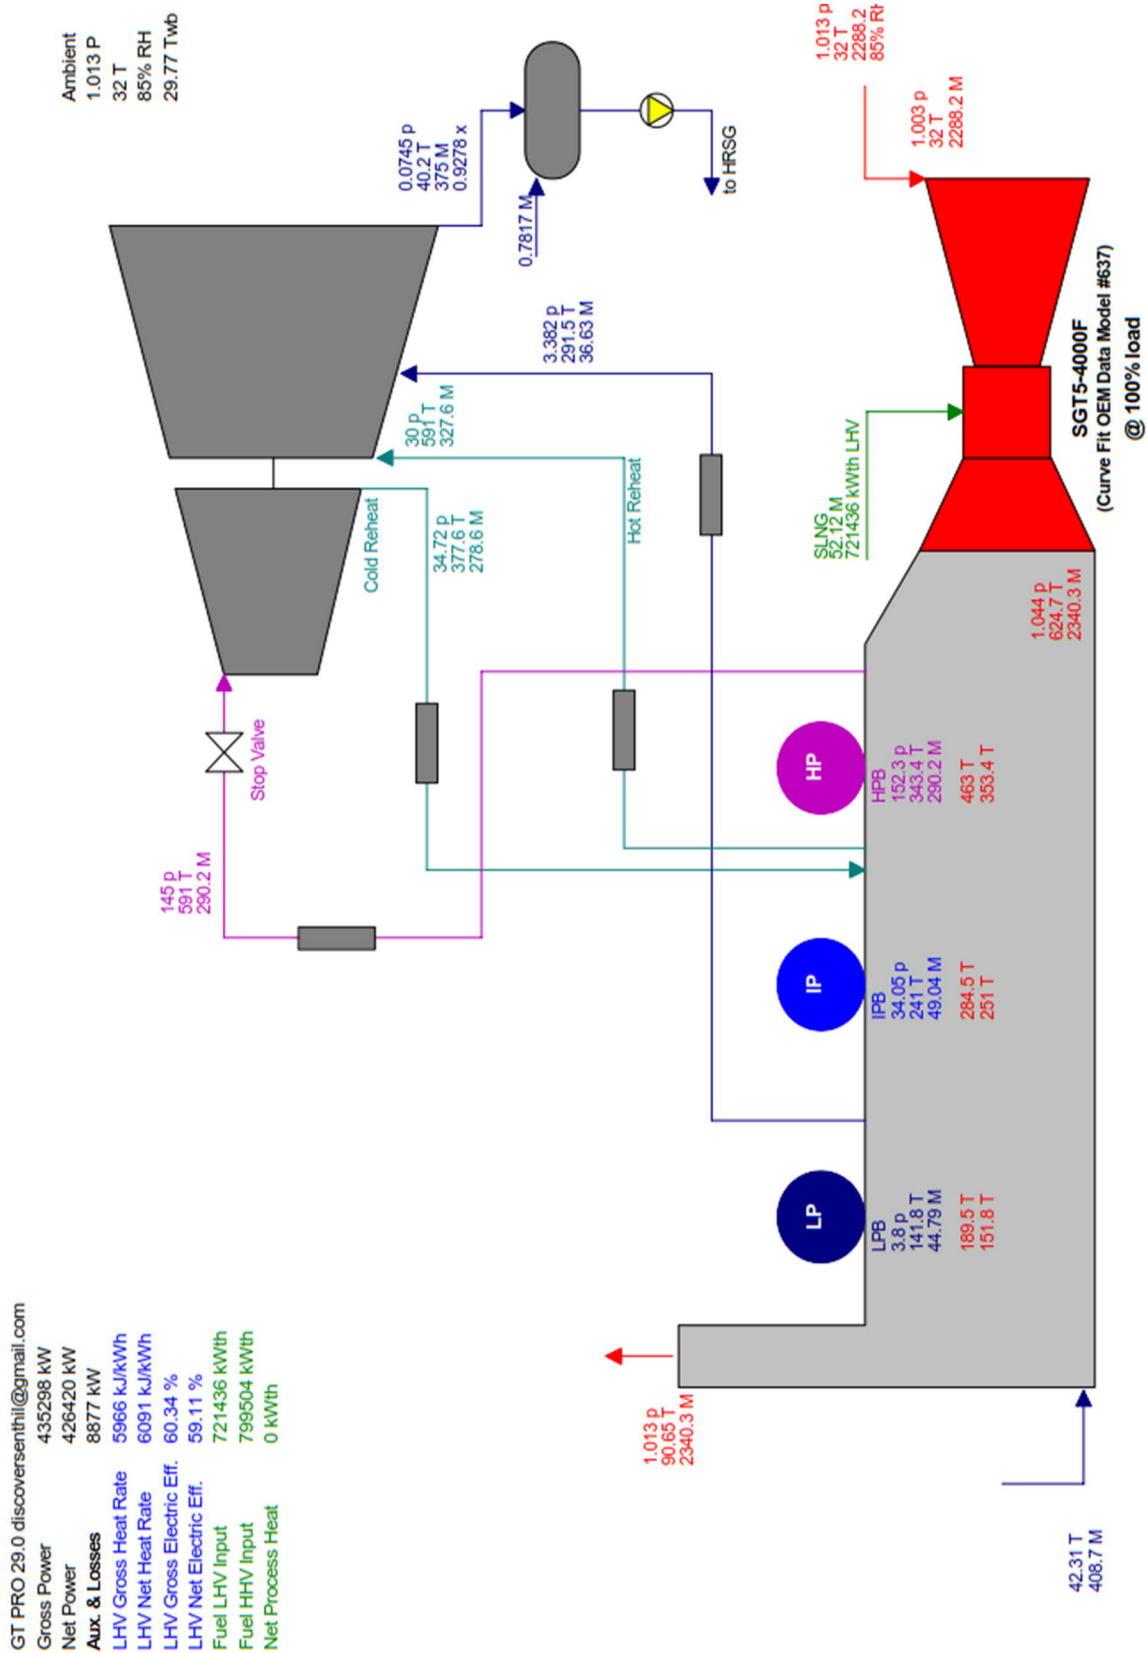 GT PRO 29.0 discoversenthil@gmail.com
Gross Power 435298 kW
Net Power 426420 kW
Aux. & Losses 8877 kW
LHV Gross Heat Rate 5966 kJ/kWh
LHV Net Heat Rate 6091 kJ/kWh
LHV Gross Electric Eff. 60.34 %
LHV Net Electric Eff. 59.11 %
Fuel LHV Input 721436 kWth
Fuel HHV Input 799504 kWth
Net Process Heat 0 kWth
Ambient
1.013 P
32 T
85% RH
29.77 Twb
145 p
591 T
290.2 M
Stop Valve
Cold Reheat
34.72 p
377.6 T
278.6 M
30 p
591 T
327.6 M
Hot Reheat
0.0745 p
40.2 T
375 M
0.9278 x
0.7817 M
to HRSG
3.382 p
291.5 T
36.63 M
1.013 p
90.65 T
2340.3 M
LP
LPB
3.8 p
141.8 T
44.79 M
189.5 T
151.8 T
IP
IPB
34.05 p
241 T
49.04 M
284.5 T
251 T
HP
HPB
152.3 p
343.4 T
290.2 M
463 T
353.4 T
1.044 p
624.7 T
2340.3 M
SLNG
52.12 M
721436 kWth LHV
1.013 p
32 T
2288.2
85% RH
1.003 p
32 T
2288.2 M
SGT5-4000F
(Curve Fit OEM Data Model #637)
@ 100% load
42.31 T
408.7 M